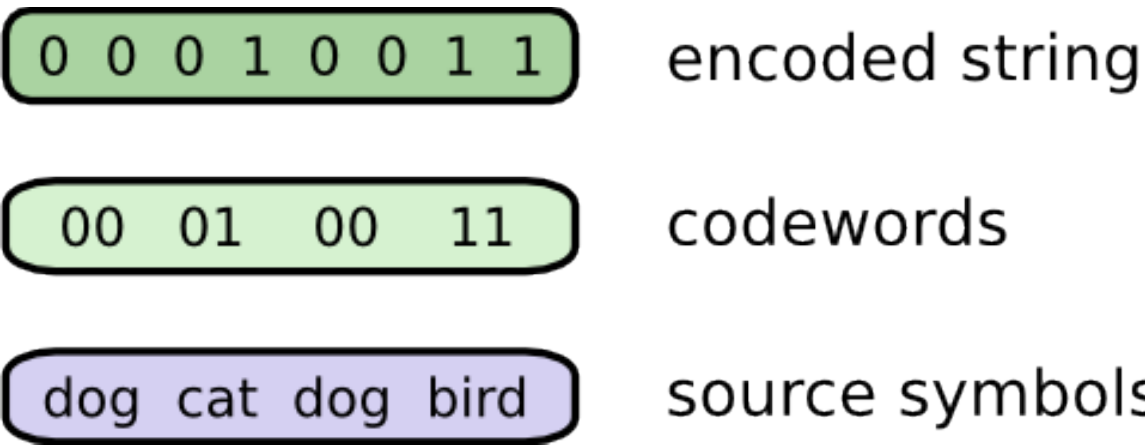 0 0 0 1 0 0 1 1 encoded string
00 01 00 11 codewords
dog cat dog bird source symbols